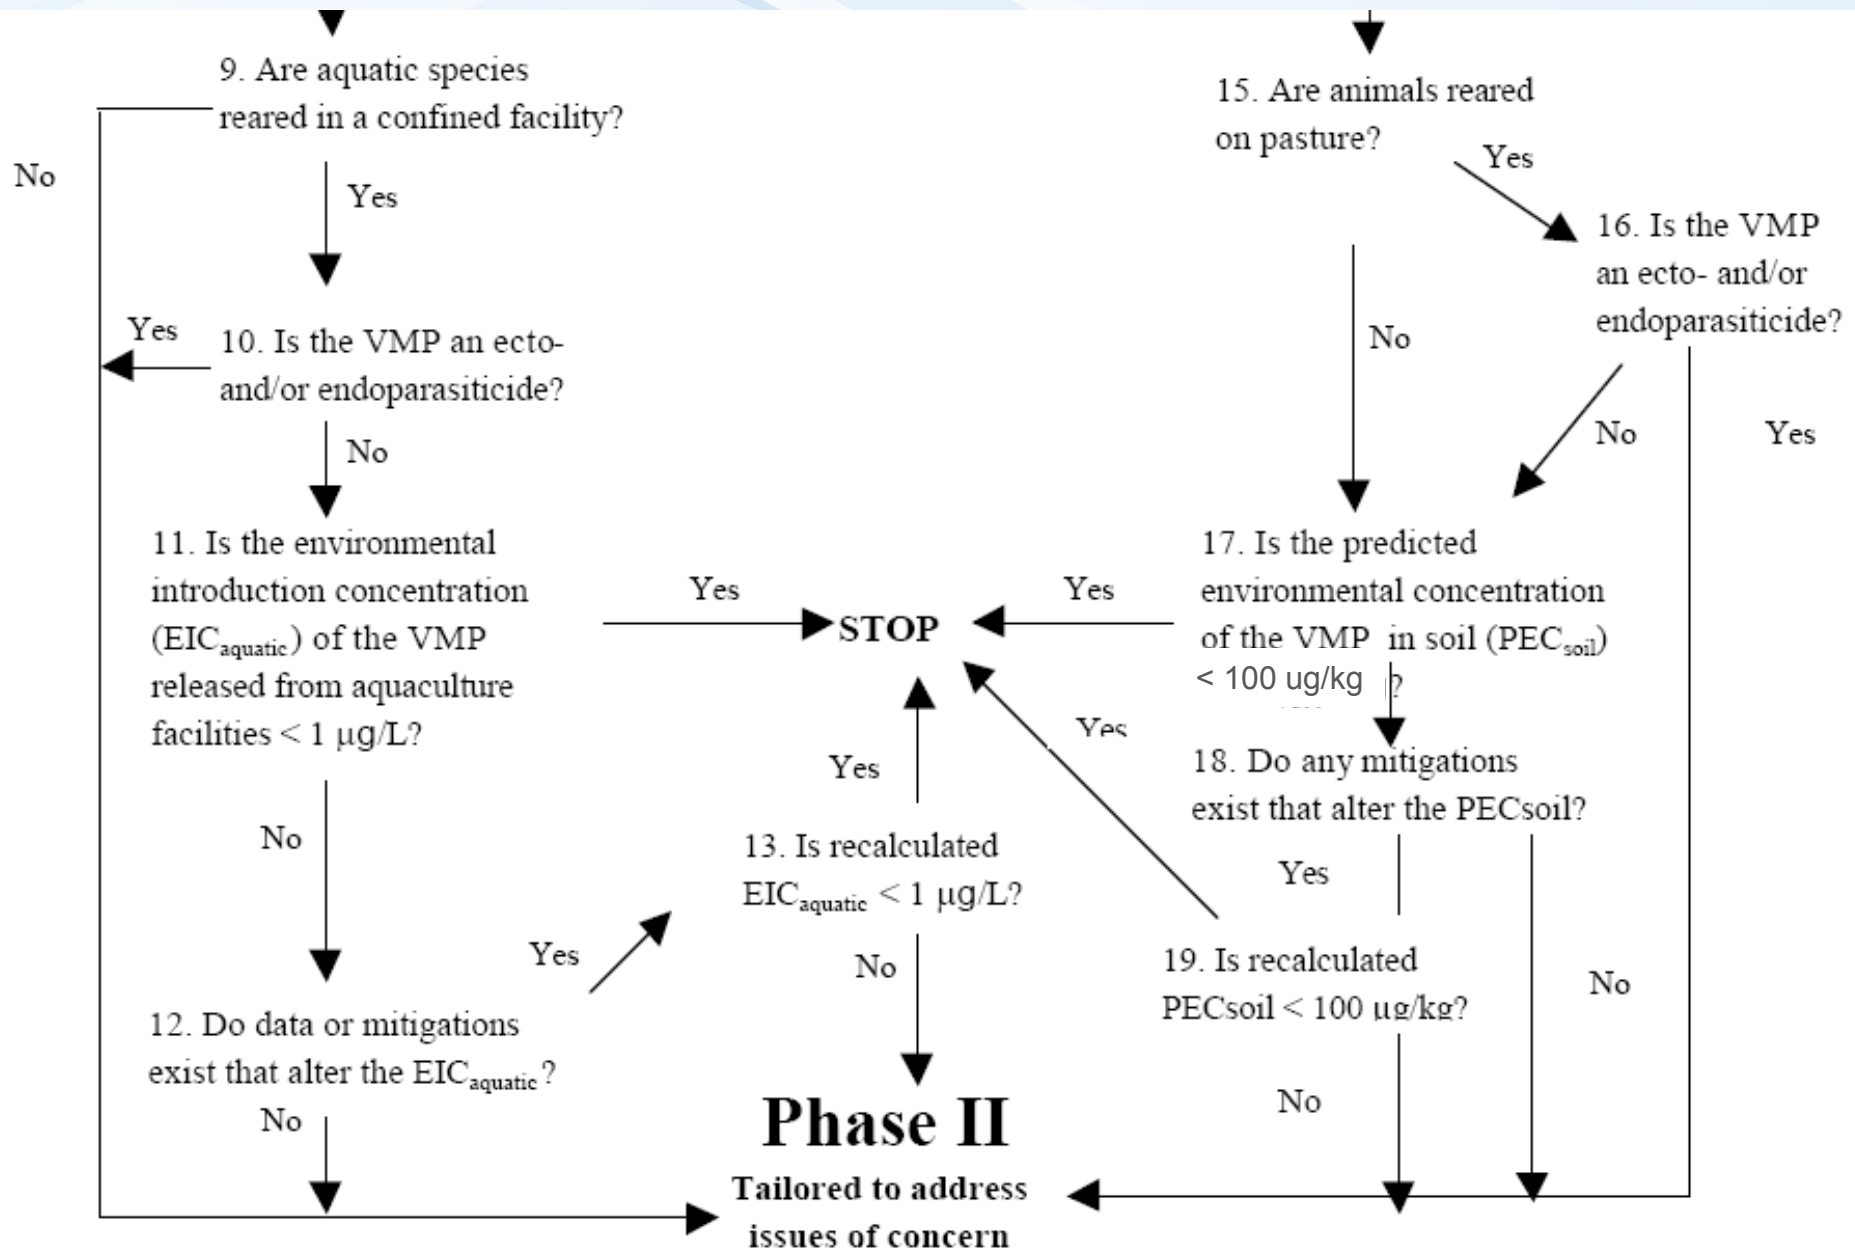 9. Are aquatic species
reared in a confined facility?
No
Yes
Yes
10. Is the VMP an ecto-
and/or endoparasiticide?
No
11. Is the environmental
introduction concentration
(EICaquatic) of the VMP
released from aquaculture
facilities < 1 µg/L?
Yes
STOP
No
12. Do data or mitigations
exist that alter the EICaquatic?
Yes
No
13. Is recalculated
EICaquatic < 1 µg/L?
Yes
No
Phase II
Tailored to address
issues of concern
15. Are animals reared
on pasture?
Yes
No
16. Is the VMP
an ecto- and/or
endoparasiticide?
No
Yes
17. Is the predicted
environmental concentration
of the VMP in soil (PECsoil)
< 100 ug/kg ?
Yes
18. Do any mitigations
exist that alter the PECsoil?
Yes
No
19. Is recalculated
PECsoil < 100 µg/kg?
Yes
No